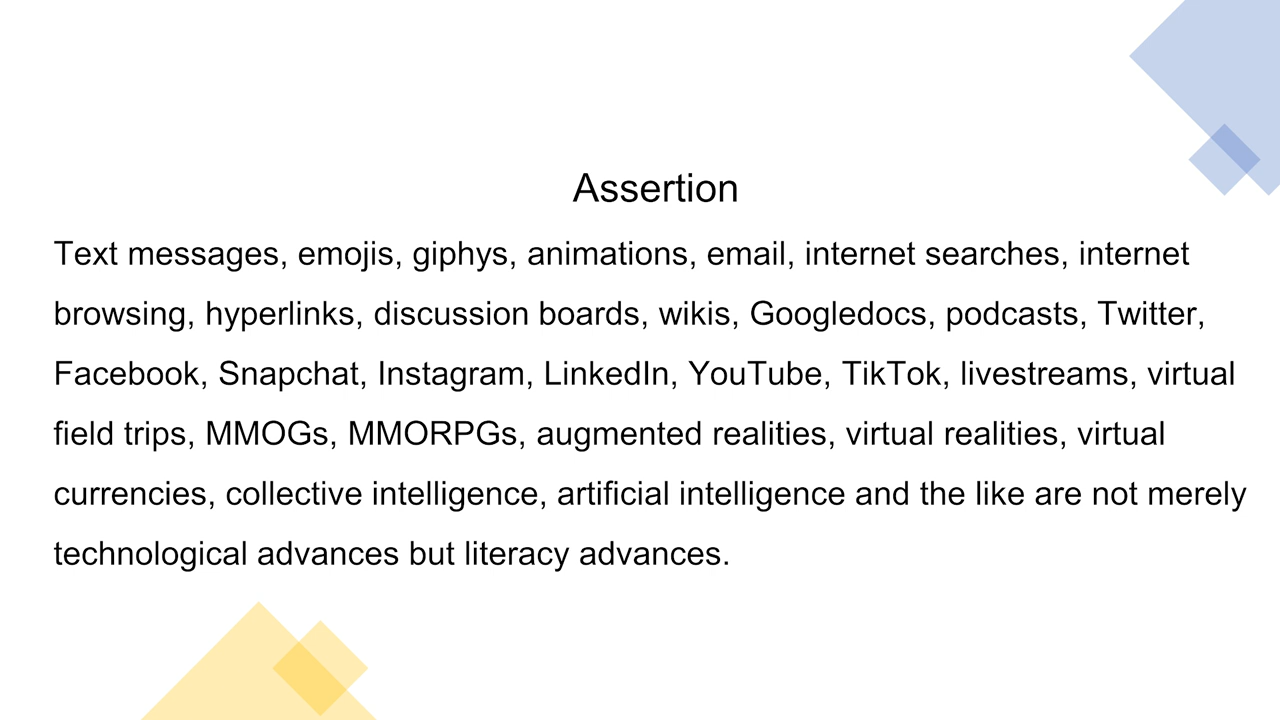 Assertion
Text messages, emojis, giphys, animations, email, internet searches, internet
browsing, hyperlinks, discussion boards, wikis, Googledocs, podcasts, Twitter,
Facebook, Snapchat, Instagram, LinkedIn, YouTube, TikTok, livestreams, virtual
field trips, MMOGs, MMORPGs, augmented realities, virtual realities, virtual
currencies, collective intelligence, artificial intelligence and the like are not merely
technological advances but literacy advances.